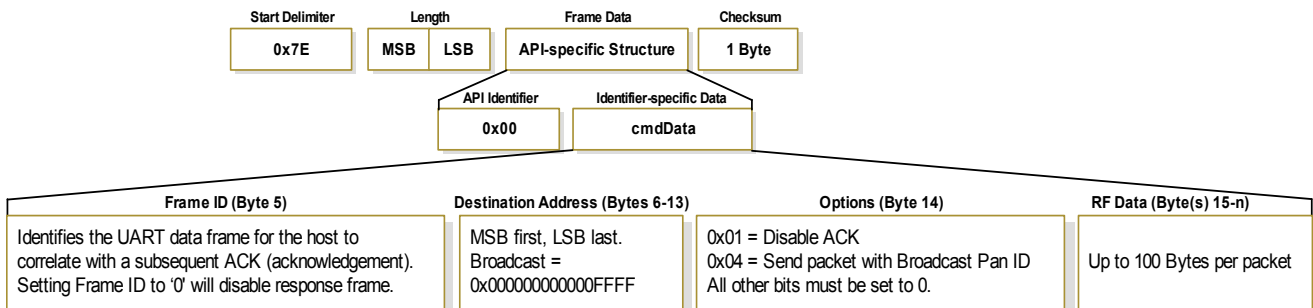 Start Delimiter
Length
Frame Data
Checksum
0x7E
MSB
LSB
API-specific Structure
1 Byte
API Identifier
Identifier-specific Data
0x00
cmdData
Frame ID (Byte 5)
Identifies the UART data frame for the host to
correlate with a subsequent ACK (acknowledgement).
Setting Frame ID to ‘0’ will disable response frame.
Destination Address (Bytes 6-13)
MSB first, LSB last.
Broadcast =
0x000000000000FFFF
Options (Byte 14)
0x01 = Disable ACK
0x04 = Send packet with Broadcast Pan ID
All other bits must be set to 0.
RF Data (Byte(s) 15-n)
Up to 100 Bytes per packet